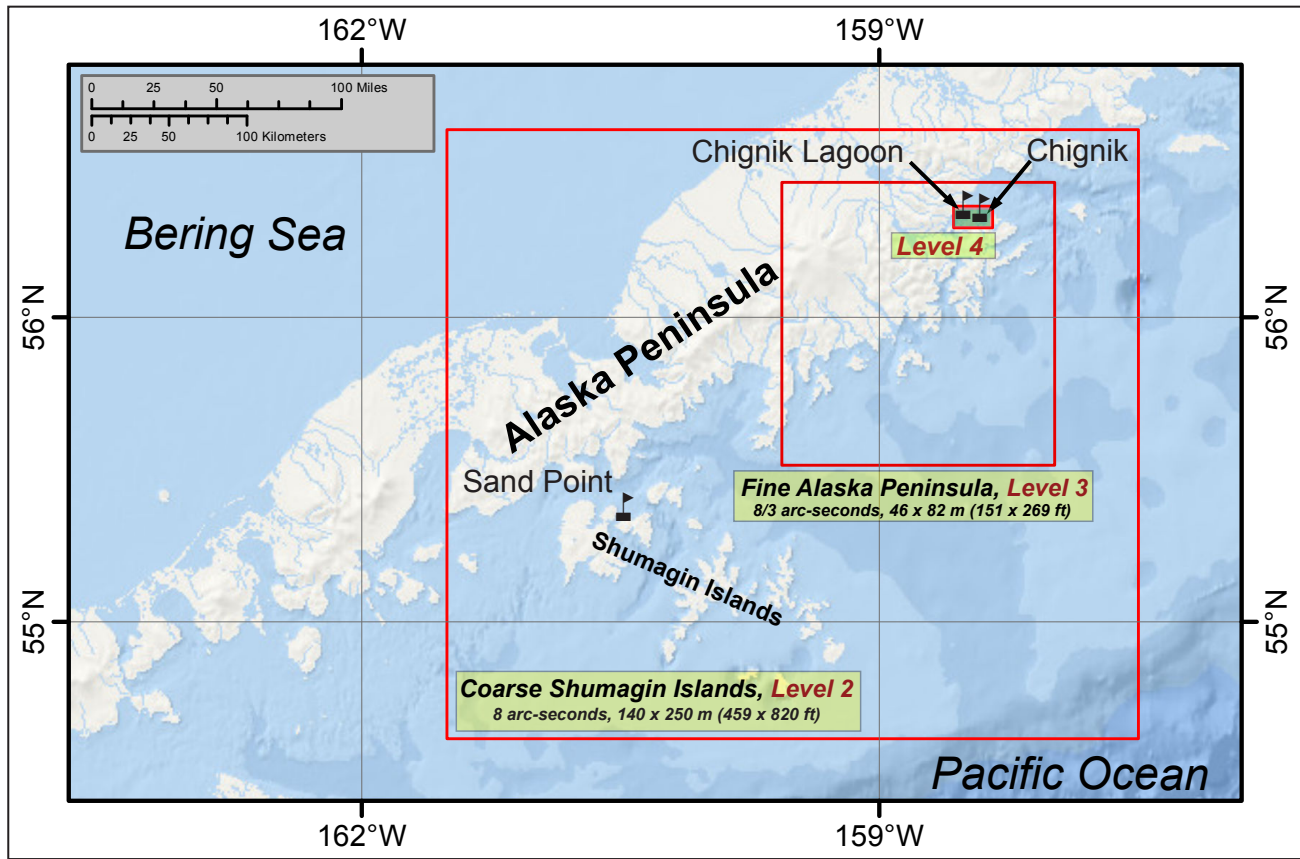 162°W 159°W
0 25 50 100 Miles
0 25 50 100 Kilometers
Chignik Lagoon
Chignik
Bering Sea
Level 4
56°N
56°N
Alaska Peninsula
Sand Point
Fine Alaska Peninsula, Level 3
8/3 arc-seconds, 46 x 82 m (151 x 269 ft)
Shumagin Islands
55°N
55°N
Coarse Shumagin Islands, Level 2
8 arc-seconds, 140 x 250 m (459 x 820 ft)
Pacific Ocean
162°W 159°W